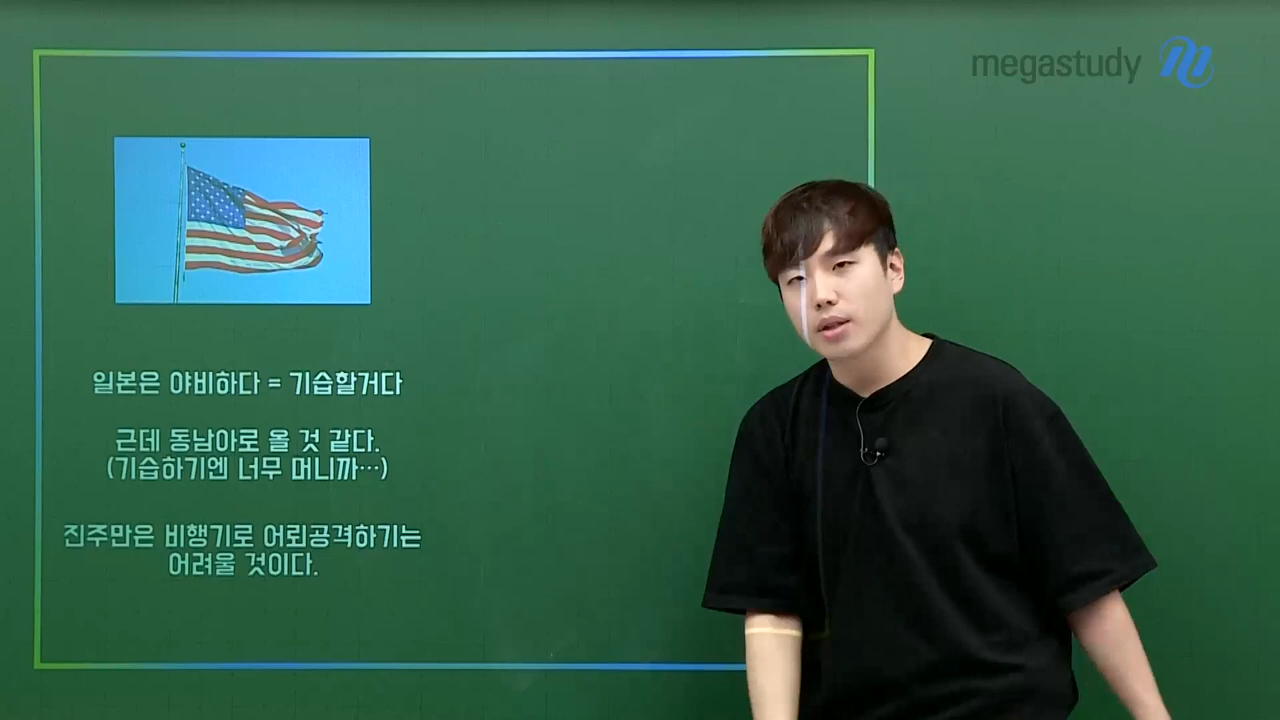 megastudy
일본은 야비하다 = 기습할거다
근데 동남아로 올 것 같다.
(기습하기엔 너무 머니까…)
진주만은 비행기로 어뢰공격하기는
어려울 것이다.